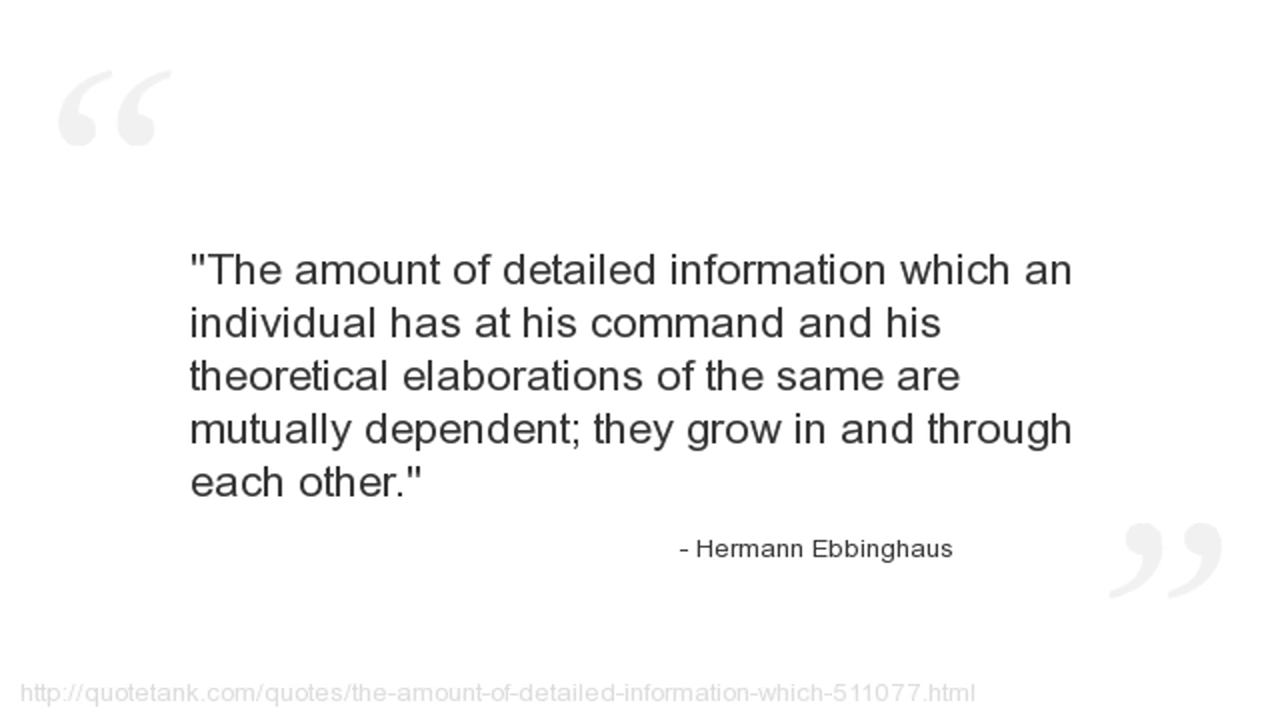 "The amount of detailed information which an
individual has at his command and his
theoretical elaborations of the same are
mutually dependent; they grow in and through
each other."
- Hermann Ebbinghaus
http://quotetank.com/quotes/the-amount-of-detailed-information-which-511077.html